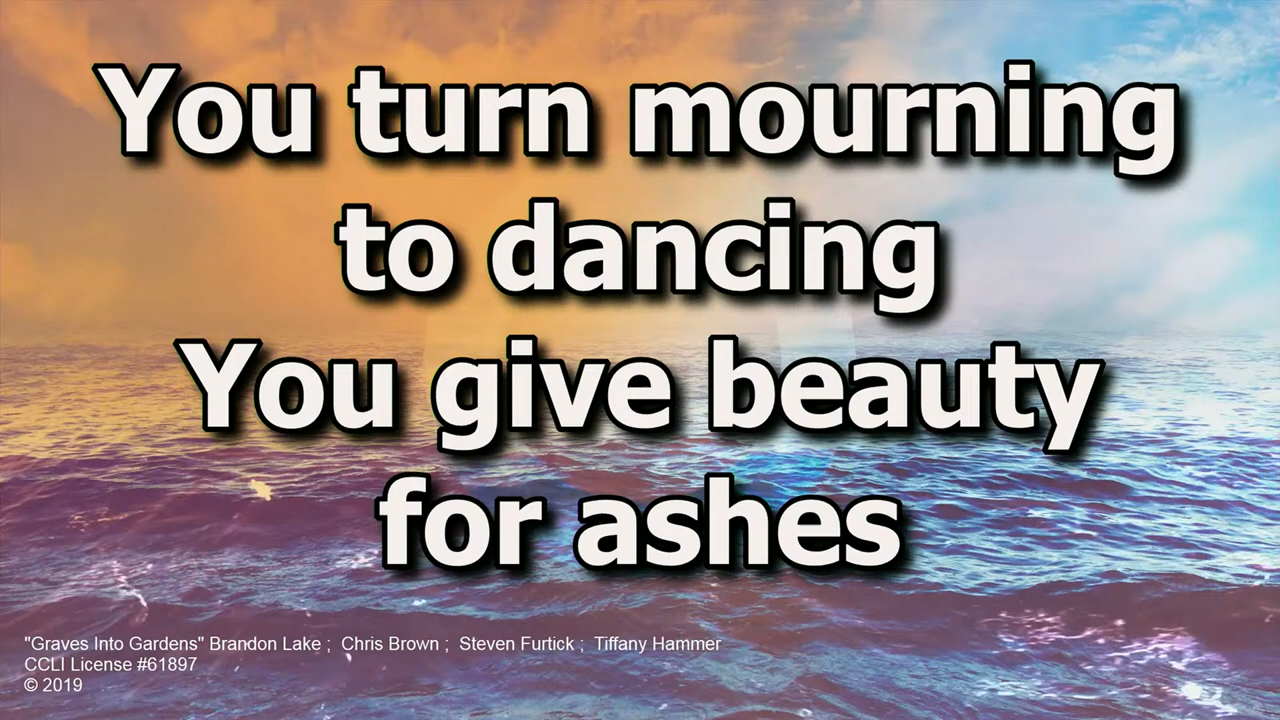 You turn mourning
to dancing
You give beauty
for ashes
"Graves Into Gardens" Brandon Lake ; Chris Brown ; Steven Furtick ; Tiffany Hammer
CCLI License #61897
© 2019